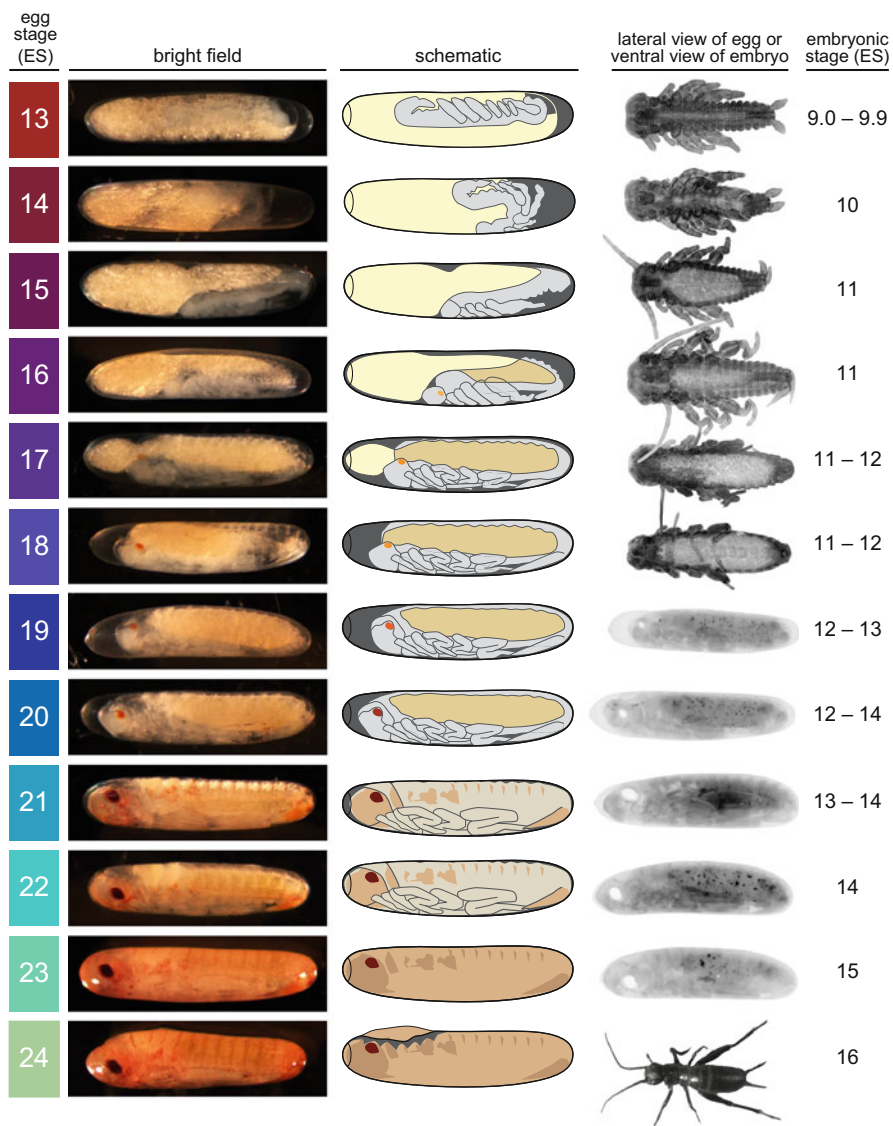 egg
stage
(ES)
bright field
schematic
lateral view of egg or
ventral view of embryo
embryonic
stage (ES)
13
9.0 – 9.9
14
10
15
11
16
11
17
11 – 12
18
11 – 12
19
12 – 13
20
12 – 14
21
13 – 14
22
14
23
15
24
16